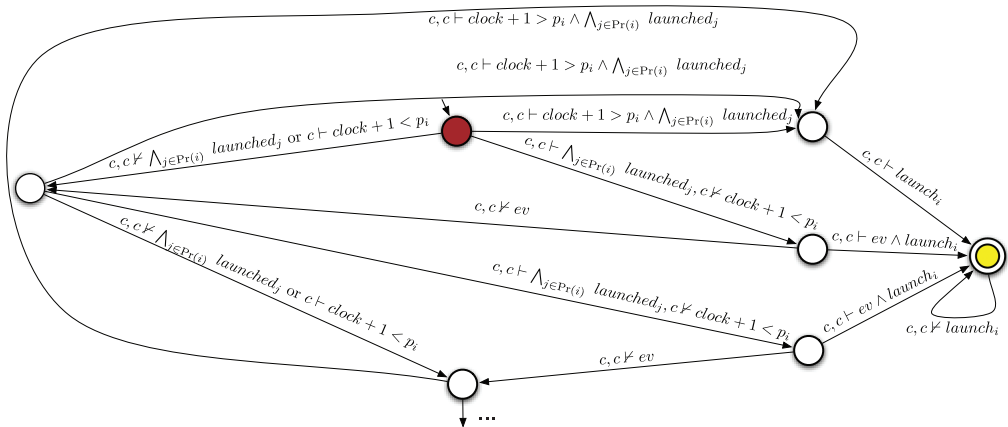 c, c ⊢ clock + 1 > p_i ∧ ⋀_{j∈Pr(i)} launched_j
c, c ⊢ clock + 1 > p_i ∧ ⋀_{j∈Pr(i)} launched_j
c, c ⊢ clock + 1 > p_i ∧ ⋀_{j∈Pr(i)} launched_j
c, c ⊬ ⋀_{j∈Pr(i)} launched_j or c ⊢ clock + 1 < p_i
c, c ⊢ ⋀_{j∈Pr(i)} launched_j, c ⊬ clock + 1 < p_i
c, c ⊢ launch_i
c, c ⊬ ev
c, c ⊢ ev ∧ launch_i
c, c ⊬ ⋀_{j∈Pr(i)} launched_j or c ⊢ clock + 1 < p_i
c, c ⊢ ⋀_{j∈Pr(i)} launched_j, c ⊬ clock + 1 < p_i
c, c ⊢ ev ∧ launch_i
c, c ⊬ launch_i
c, c ⊬ ev
...